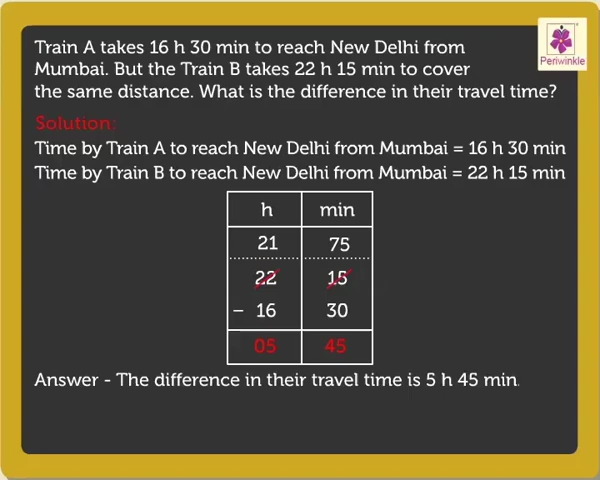 Train A takes 16 h 30 min to reach New Delhi from
Mumbai. But the Train B takes 22 h 15 min to cover
the same distance. What is the difference in their travel time?
Periwinkle
Solution;
Time by Train A to reach New Delhi from Mumbai = 16 h 30 min
Time by Train B to reach New Delhi from Mumbai = 22 h 15 min
h min
21 75
22 15
– 16 30
05 45
Answer - The difference in their travel time is 5 h 45 min.